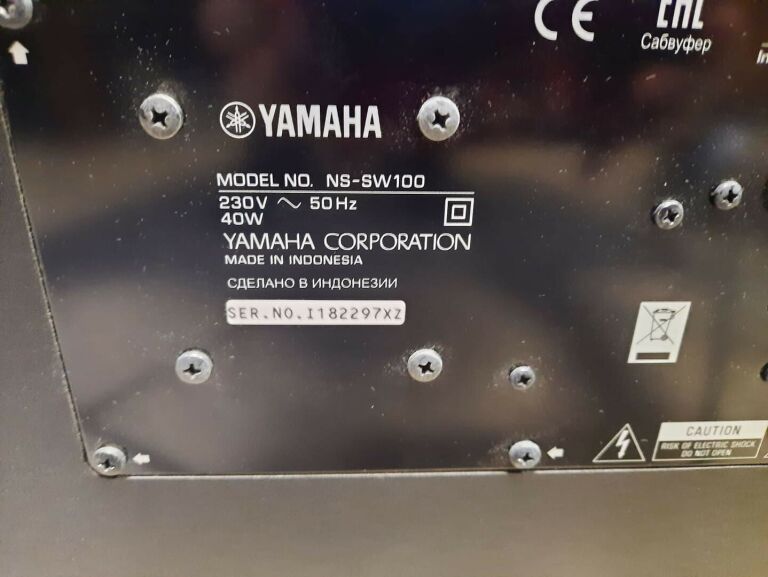 CE EAC
Сабвуфер
YAMAHA
MODEL NO. NS-SW100
230V ~ 50Hz
40W
YAMAHA CORPORATION
MADE IN INDONESIA
СДЕЛАНО В ИНДОНЕЗИИ
SER.NO.I182297XZ
CAUTION
RISK OF ELECTRIC SHOCK
DO NOT OPEN